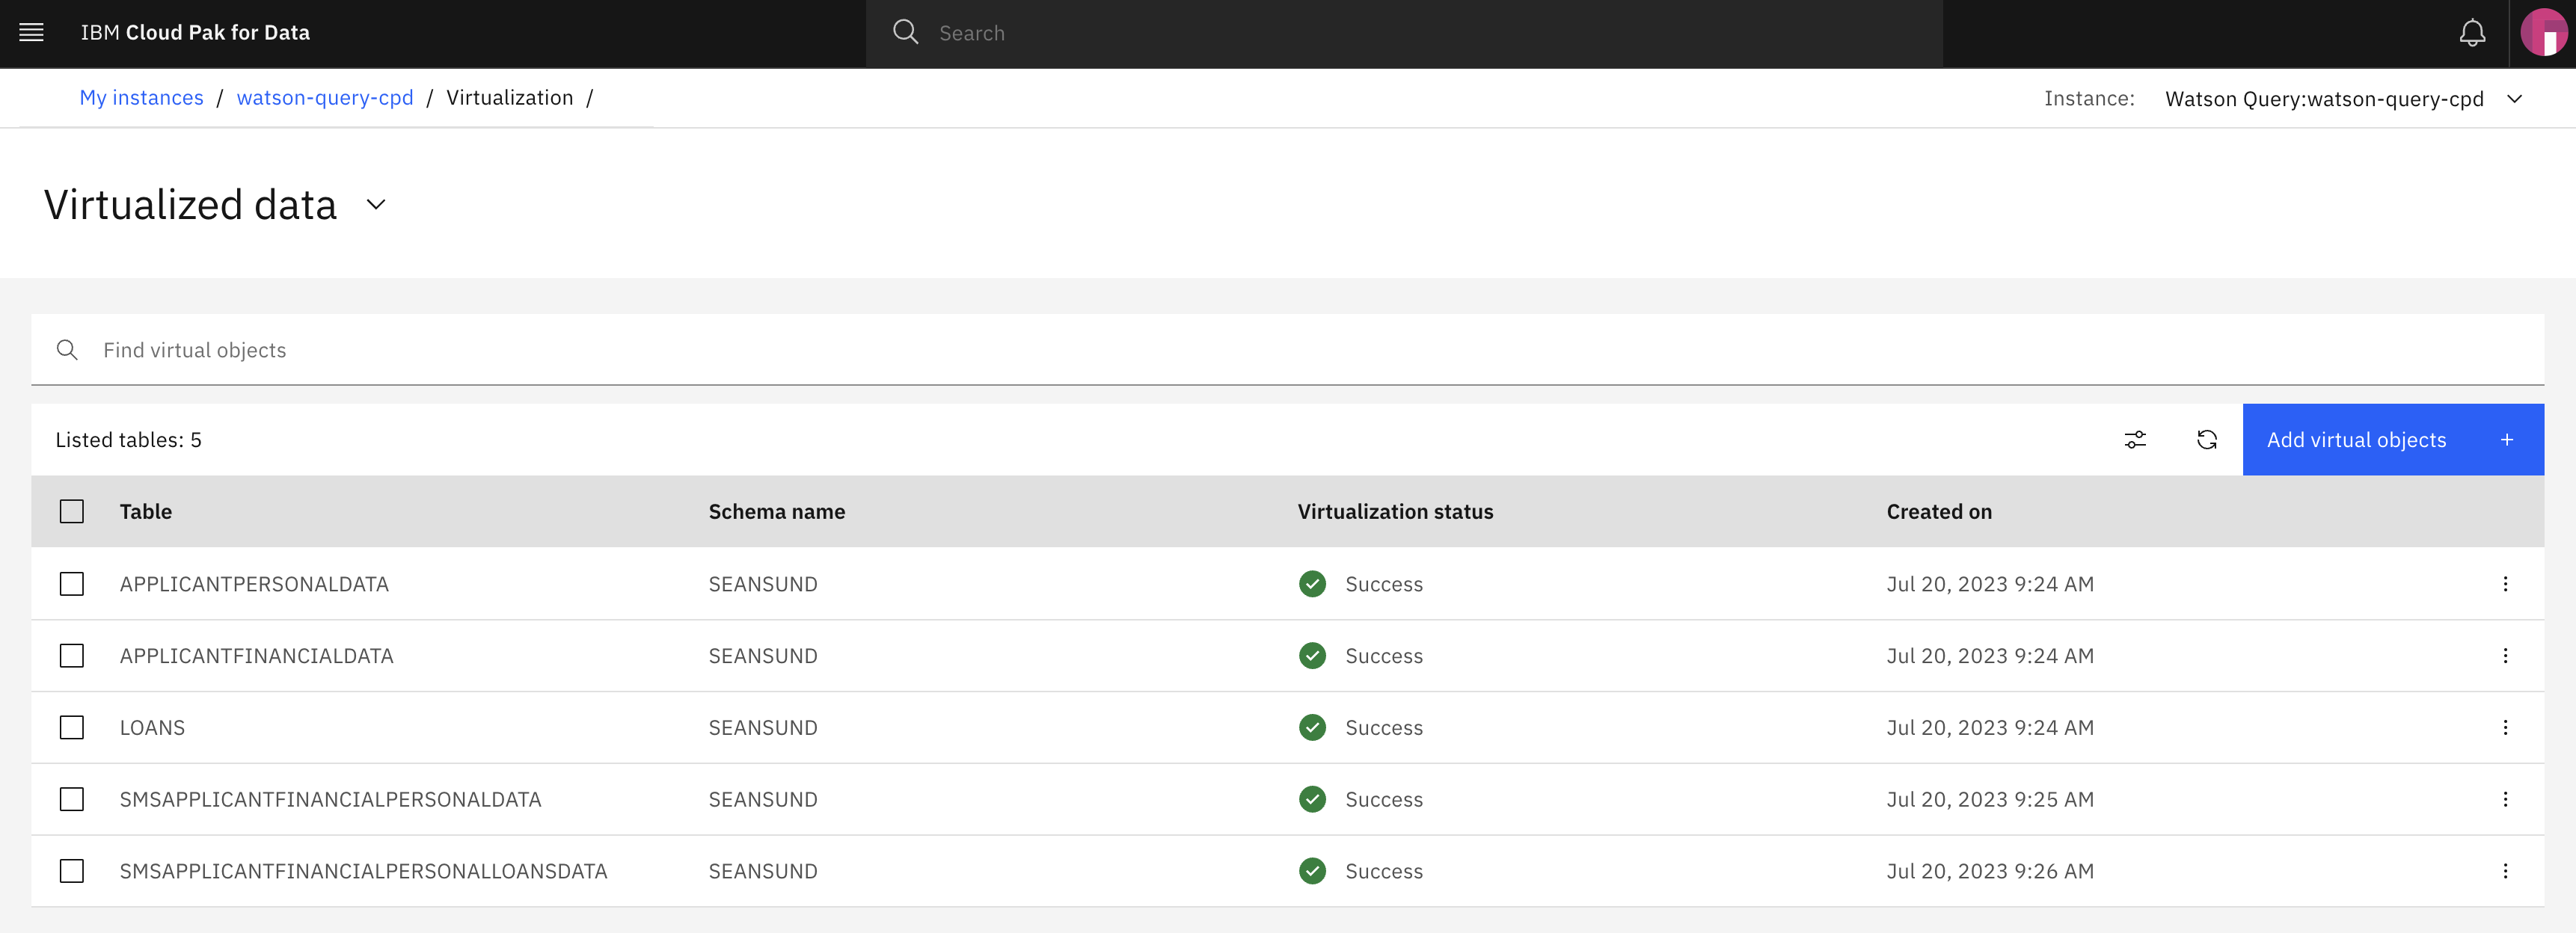 IBM Cloud Pak for Data
Search
My instances / watson-query-cpd / Virtualization /
Instance: Watson Query:watson-query-cpd
Virtualized data
Find virtual objects
Listed tables: 5
Add virtual objects +
Table Schema name Virtualization status Created on
APPLICANTPERSONALDATA SEANSUND Success Jul 20, 2023 9:24 AM
APPLICANTFINANCIALDATA SEANSUND Success Jul 20, 2023 9:24 AM
LOANS SEANSUND Success Jul 20, 2023 9:24 AM
SMSAPPLICANTFINANCIALPERSONALDATA SEANSUND Success Jul 20, 2023 9:25 AM
SMSAPPLICANTFINANCIALPERSONALLOANSDATA SEANSUND Success Jul 20, 2023 9:26 AM